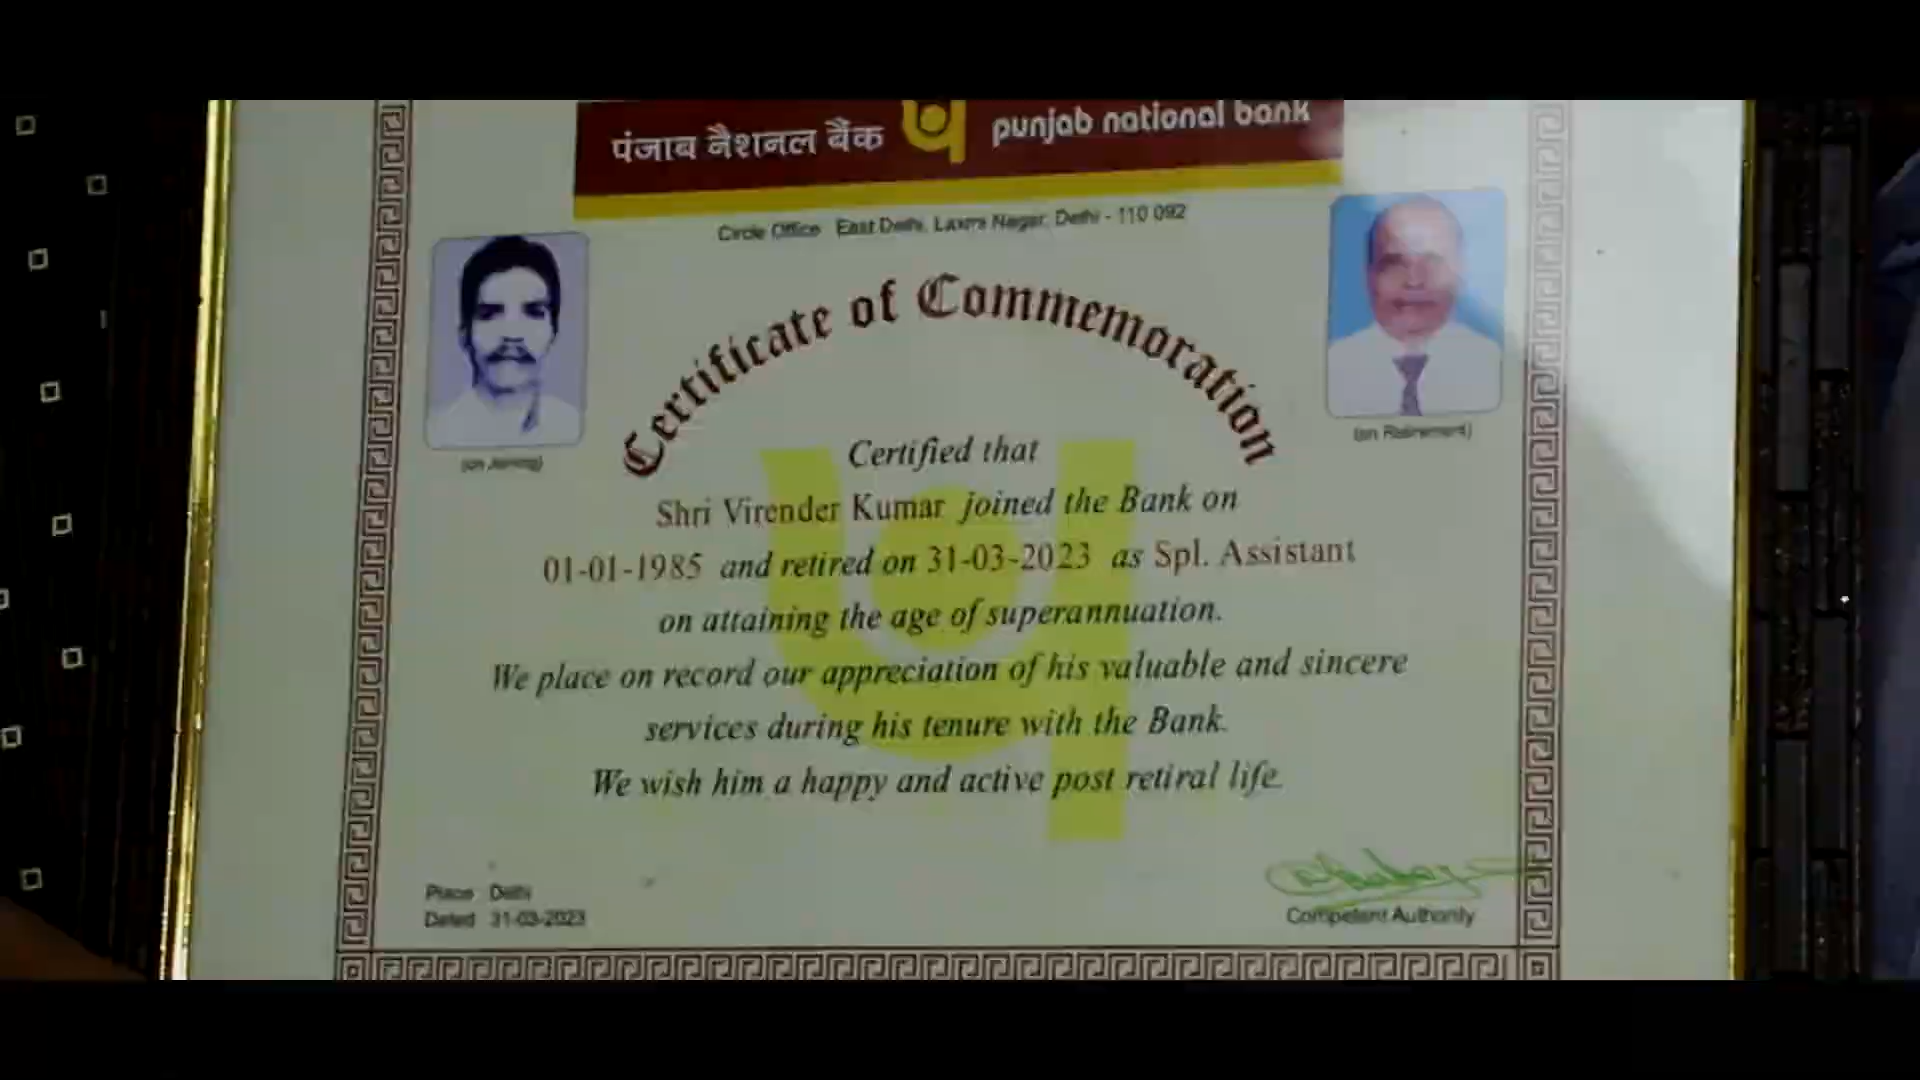 पंजाब नैशनल बैंक punjab national bank
Circle Office East Delhi, Laxmi Nagar, Delhi - 110 092
Certificate of Commemoration
(on Joining)
(on Retirement)
Certified that
Shri Virender Kumar joined the Bank on
01-01-1985 and retired on 31-03-2023 as Spl. Assistant
on attaining the age of superannuation.
We place on record our appreciation of his valuable and sincere
services during his tenure with the Bank.
We wish him a happy and active post retiral life.
Place Delhi
Dated 31-03-2023
Competent Authority